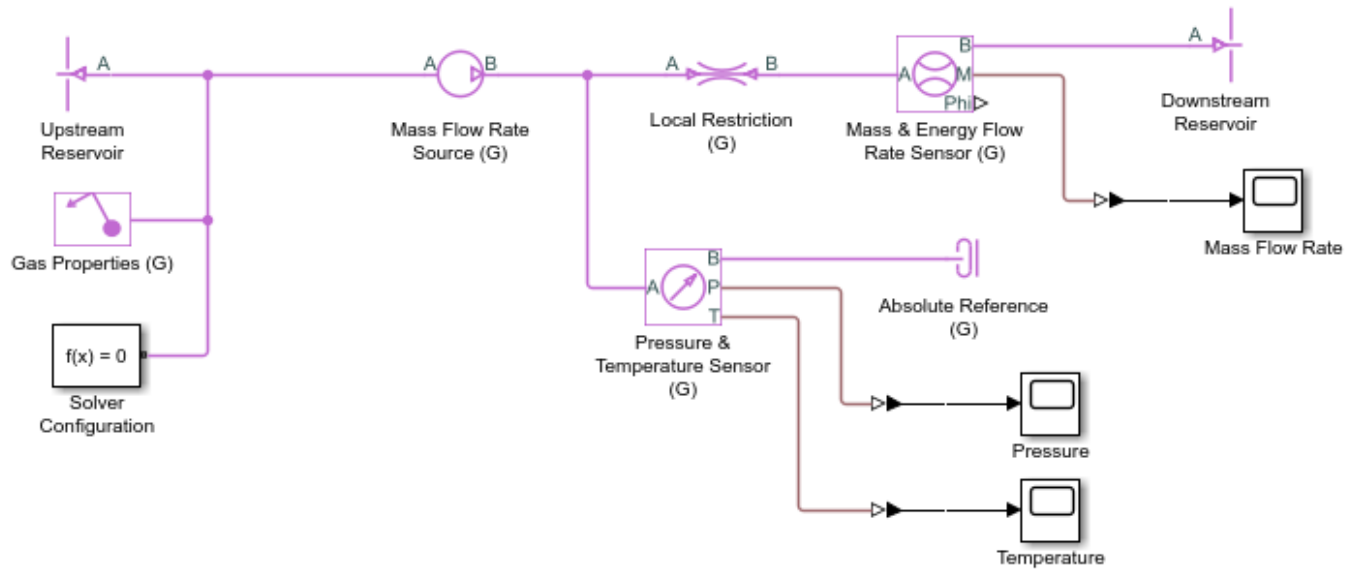 A
Upstream
Reservoir
A
B
Mass Flow Rate
Source (G)
A
B
Local Restriction
(G)
A
B
M
Phi
Mass & Energy Flow
Rate Sensor (G)
A
Downstream
Reservoir
Mass Flow Rate
Gas Properties (G)
f(x) = 0
Solver
Configuration
A
B
P
T
Pressure &
Temperature Sensor
(G)
Absolute Reference
(G)
Pressure
Temperature